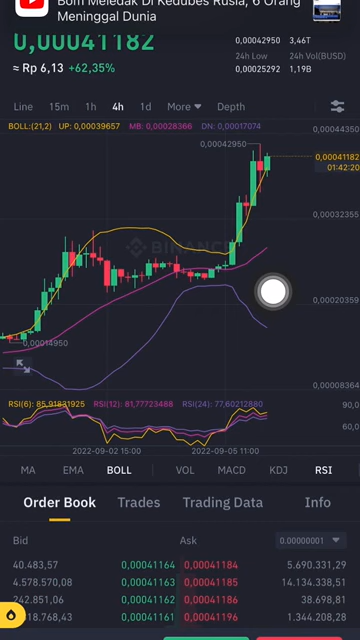 Bom Meledak Di Kedubes Rusia, 6 Orang
Meninggal Dunia
0,00041182
≈ Rp 6,13 +62,35%
0,00042950 3,46T
24h Low 24h Vol(BUSD)
0,00025292 1,19B
Line 15m 1h 4h 1d More Depth
BOLL:(21,2) UP: 0,00039657 MB: 0,00028366 DN: 0,00017074
0,00044350
0,00042950
0,00041182
01:42:20
0,00032355
BINANCE
0,00020359
0,00014950
0,00008364
RSI(6): 85,91831925 RSI(12): 81,77723488 RSI(24): 77,60212880
90,0
60,0
2022-09-02 15:00 2022-09-05 11:00
MA EMA BOLL VOL MACD KDJ RSI
Order Book Trades Trading Data Info
Bid Ask 0.00000001
40.483,57 0,00041164 0,00041184 5.690.331,29
4.578.570,08 0,00041163 0,00041185 14.134.338,51
242.851,06 0,00041162 0,00041186 38.698,81
318.768,43 0,00041161 0,00041196 1.344.208,28